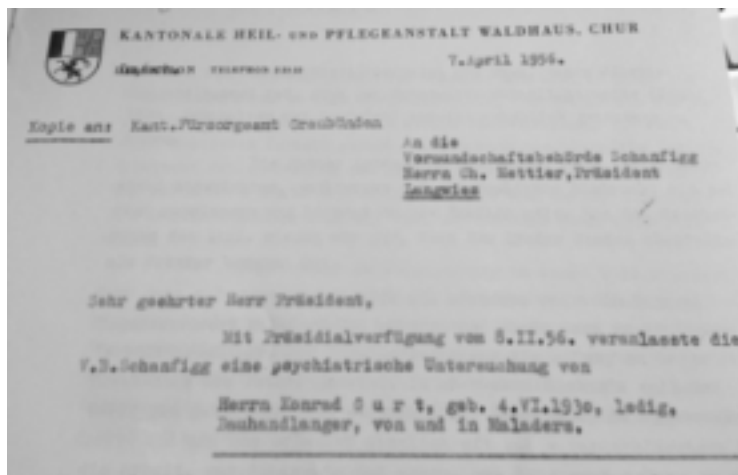 KANTONALE HEIL- UND PFLEGEANSTALT WALDHAUS, CHUR
7.April 1956.
DIREKTION TELEPHON
Kopie an: Kant.Fürsorgeamt Graubünden
An die
Vormundschaftsbehörde Schanfigg
Herrn Ch. Mettier,Präsident
Langwies
Sehr geehrter Herr Präsident,
Mit Präsidialverfügung vom 8.II.56. veranlasste die
V.B.Schanfigg eine psychiatrische Untersuchung von
Herrn Konrad G u r t, geb. 4.VI.1930, ledig,
Bauhandlanger, von und in Maladers.